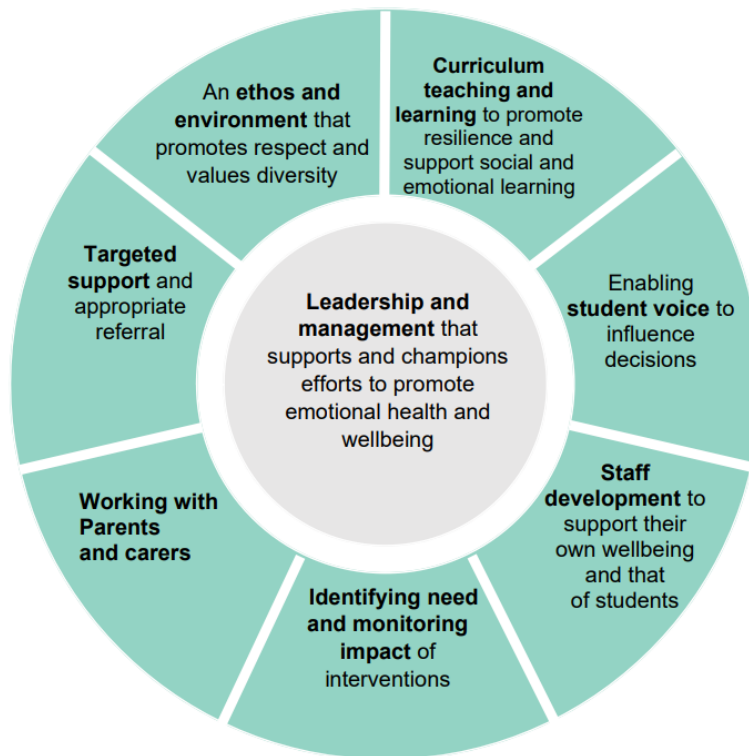 An ethos and
environment that
promotes respect and
values diversity
Curriculum
teaching and
learning to promote
resilience and
support social and
emotional learning
Enabling
student voice to
influence
decisions
Staff
development to
support their
own wellbeing
and that
of students
Identifying need
and monitoring
impact of
interventions
Working with
Parents
and carers
Targeted
support and
appropriate
referral
Leadership and
management that
supports and champions
efforts to promote
emotional health and
wellbeing